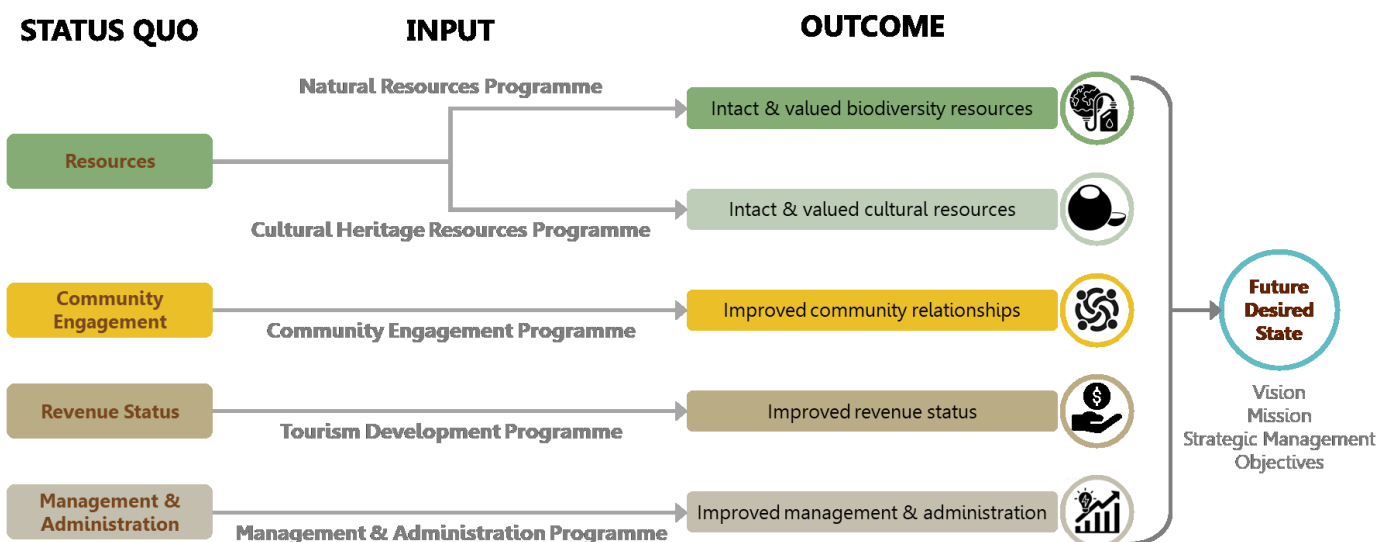 STATUS QUO
INPUT
OUTCOME
Natural Resources Programme
Intact & valued biodiversity resources
Resources
Intact & valued cultural resources
Cultural Heritage Resources Programme
Community
Engagement
Improved community relationships
Community Engagement Programme
Future
Desired
State
Vision
Mission
Strategic Management
Objectives
Revenue Status
Improved revenue status
Tourism Development Programme
Management &
Administration
Improved management & administration
Management & Administration Programme
$